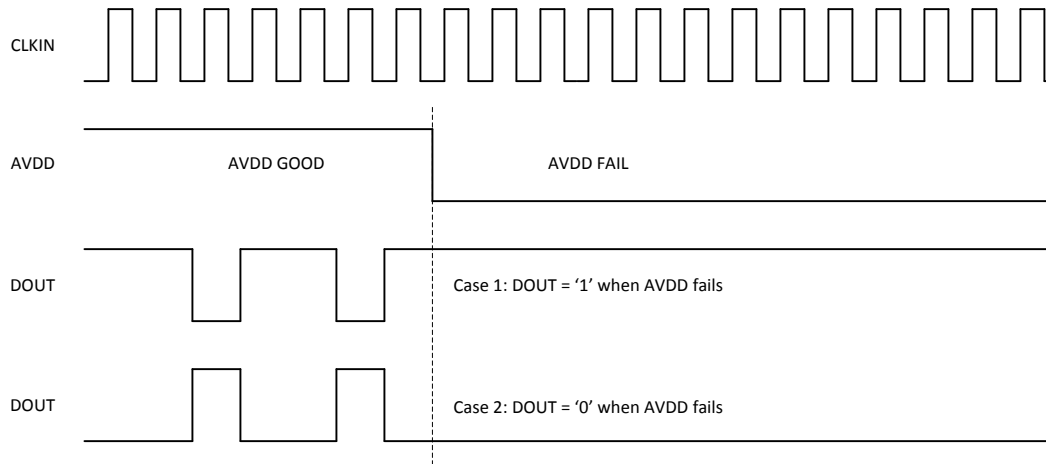 CLKIN
AVDD
AVDD GOOD
AVDD FAIL
DOUT
Case 1: DOUT = ‘1’ when AVDD fails
DOUT
Case 2: DOUT = ‘0’ when AVDD fails